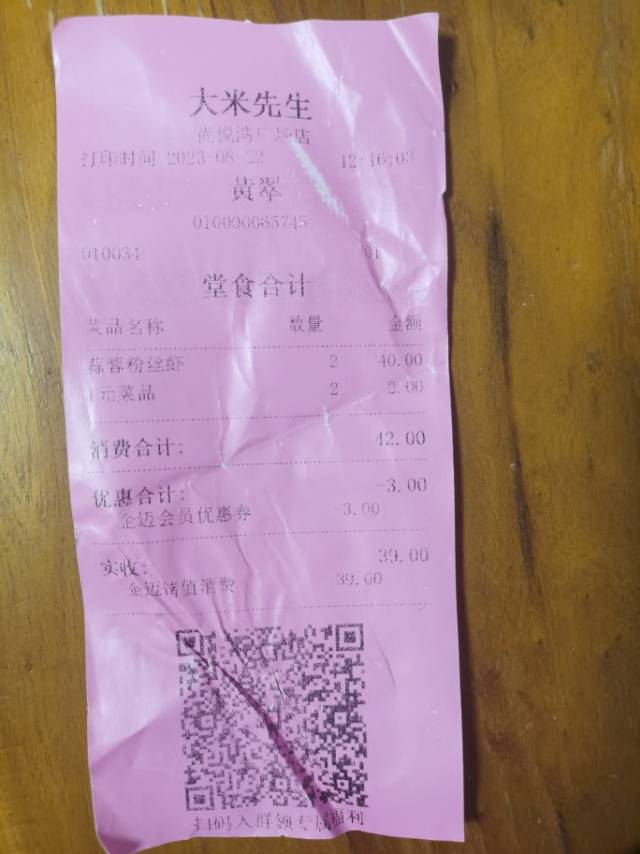 大米先生
尚悦湾广场店
打印时间 2023-08-22 12:16:03
黄翠
010090065745
010034 01
堂食合计
菜品名称 数量 金额
蒜蓉粉丝虾 2 40.00
1元菜品 2 2.00
消费合计: 42.00
优惠合计: -3.00
企迈会员优惠券 -3.00
实收: 39.00
企迈储值消费 39.00
扫码入群领专属福利